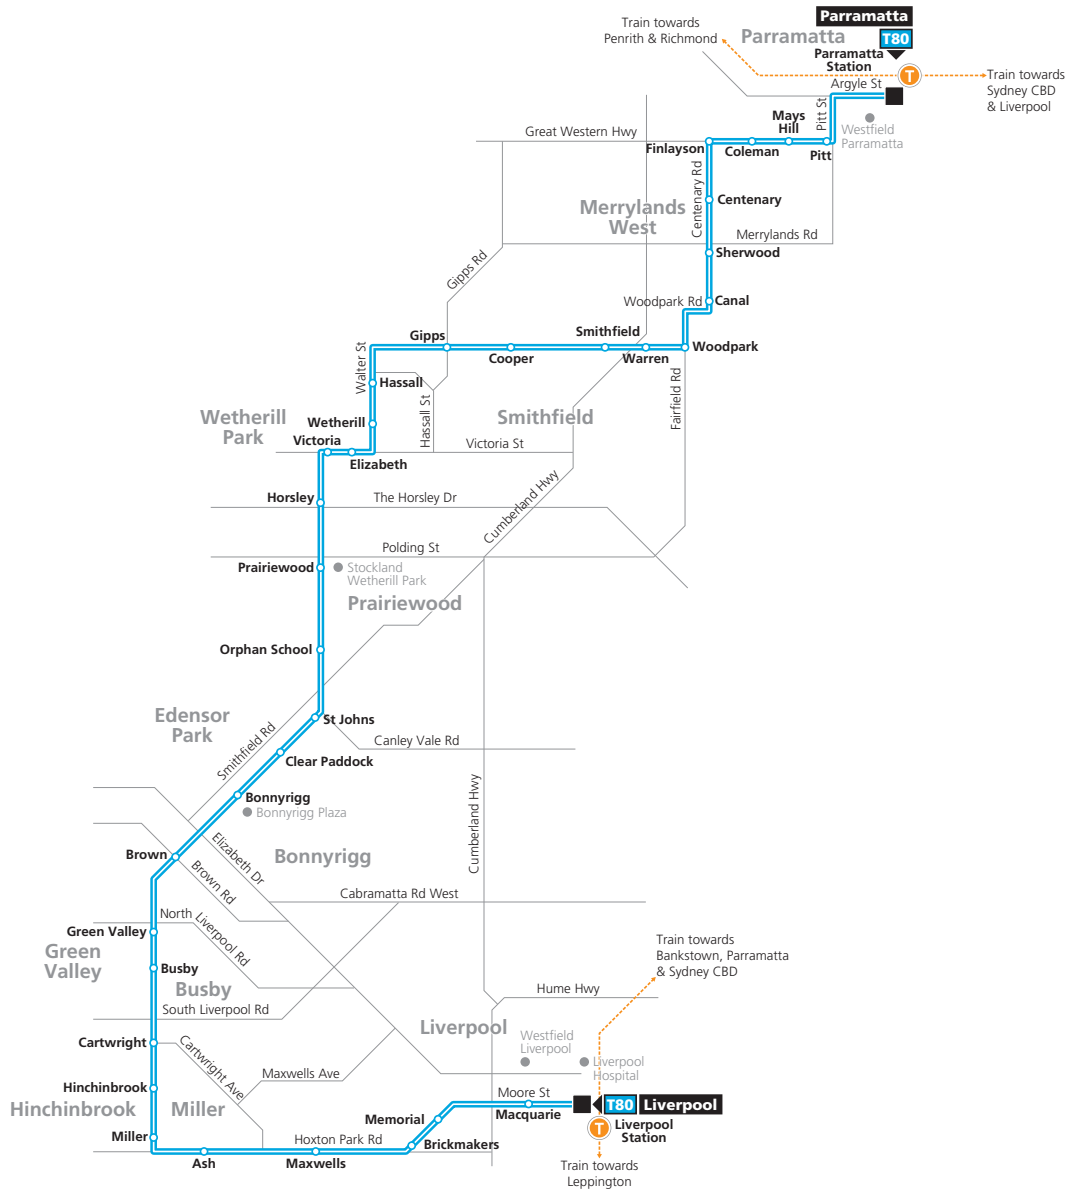 Parramatta
T80
Train towards
Penrith & Richmond
Parramatta
Parramatta
Station
T
Train towards
Sydney CBD
& Liverpool
Argyle St
Pitt St
Westfield
Parramatta
Mays
Hill
Great Western Hwy
Finlayson
Coleman
Pitt
Centenary Rd
Centenary
Merrylands
West
Merrylands Rd
Sherwood
Gipps Rd
Woodpark Rd
Canal
Gipps
Smithfield
Cooper
Warren
Woodpark
Walter St
Hassall
Fairfield Rd
Hassall St
Wetherill
Park
Wetherill
Smithfield
Victoria
Victoria St
Elizabeth
Horsley
The Horsley Dr
Cumberland Hwy
Polding St
Prairiewood
Stockland
Wetherill Park
Prairiewood
Orphan School
Edensor
Park
St Johns
Smithfield Rd
Canley Vale Rd
Clear Paddock
Bonnyrigg
Bonnyrigg Plaza
Cumberland Hwy
Brown
Elizabeth Dr
Bonnyrigg
Brown Rd
Cabramatta Rd West
North
Liverpool Rd
Green Valley
Green
Valley
Train towards
Bankstown, Parramatta
& Sydney CBD
Busby
Busby
Hume Hwy
South Liverpool Rd
Liverpool
Westfield
Liverpool
Cartwright
Cartwright Ave
Liverpool
Hospital
Maxwells Ave
Hinchinbrook
Hinchinbrook
Miller
Moore St
Macquarie
T80
Liverpool
Memorial
T
Liverpool
Station
Miller
Hoxton Park Rd
Brickmakers
Ash
Maxwells
Train towards
Leppington